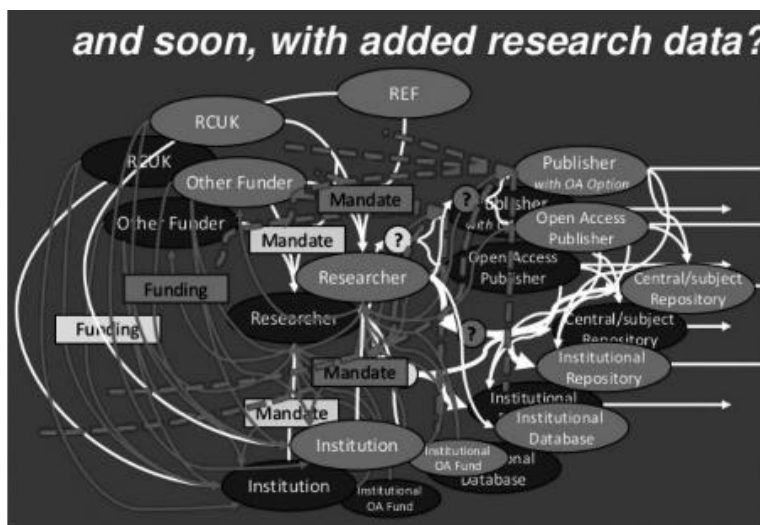 and soon, with added research data?
REF
RCUK
RCUK
Other Funder
Other Funder
Mandate
Mandate
Publisher
with OA Option
Open Access
Publisher
Open Access
Publisher
?
?
Researcher
Funding
Researcher
Funding
Central/subject
Repository
Central/subject
Repository
?
Mandate
Institutional
Repository
Institutional
Mandate
Institutional
Database
Institution
Institutional
OA Fund
Database
Institution
Institutional
OA Fund